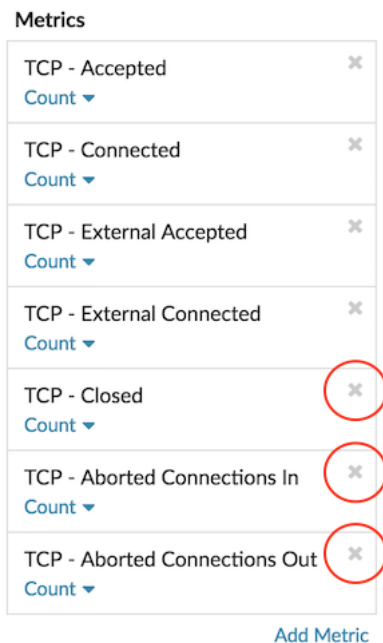 Metrics
TCP - Accepted
Count
TCP - Connected
Count
TCP - External Accepted
Count
TCP - External Connected
Count
TCP - Closed
Count
TCP - Aborted Connections In
Count
TCP - Aborted Connections Out
Count
Add Metric